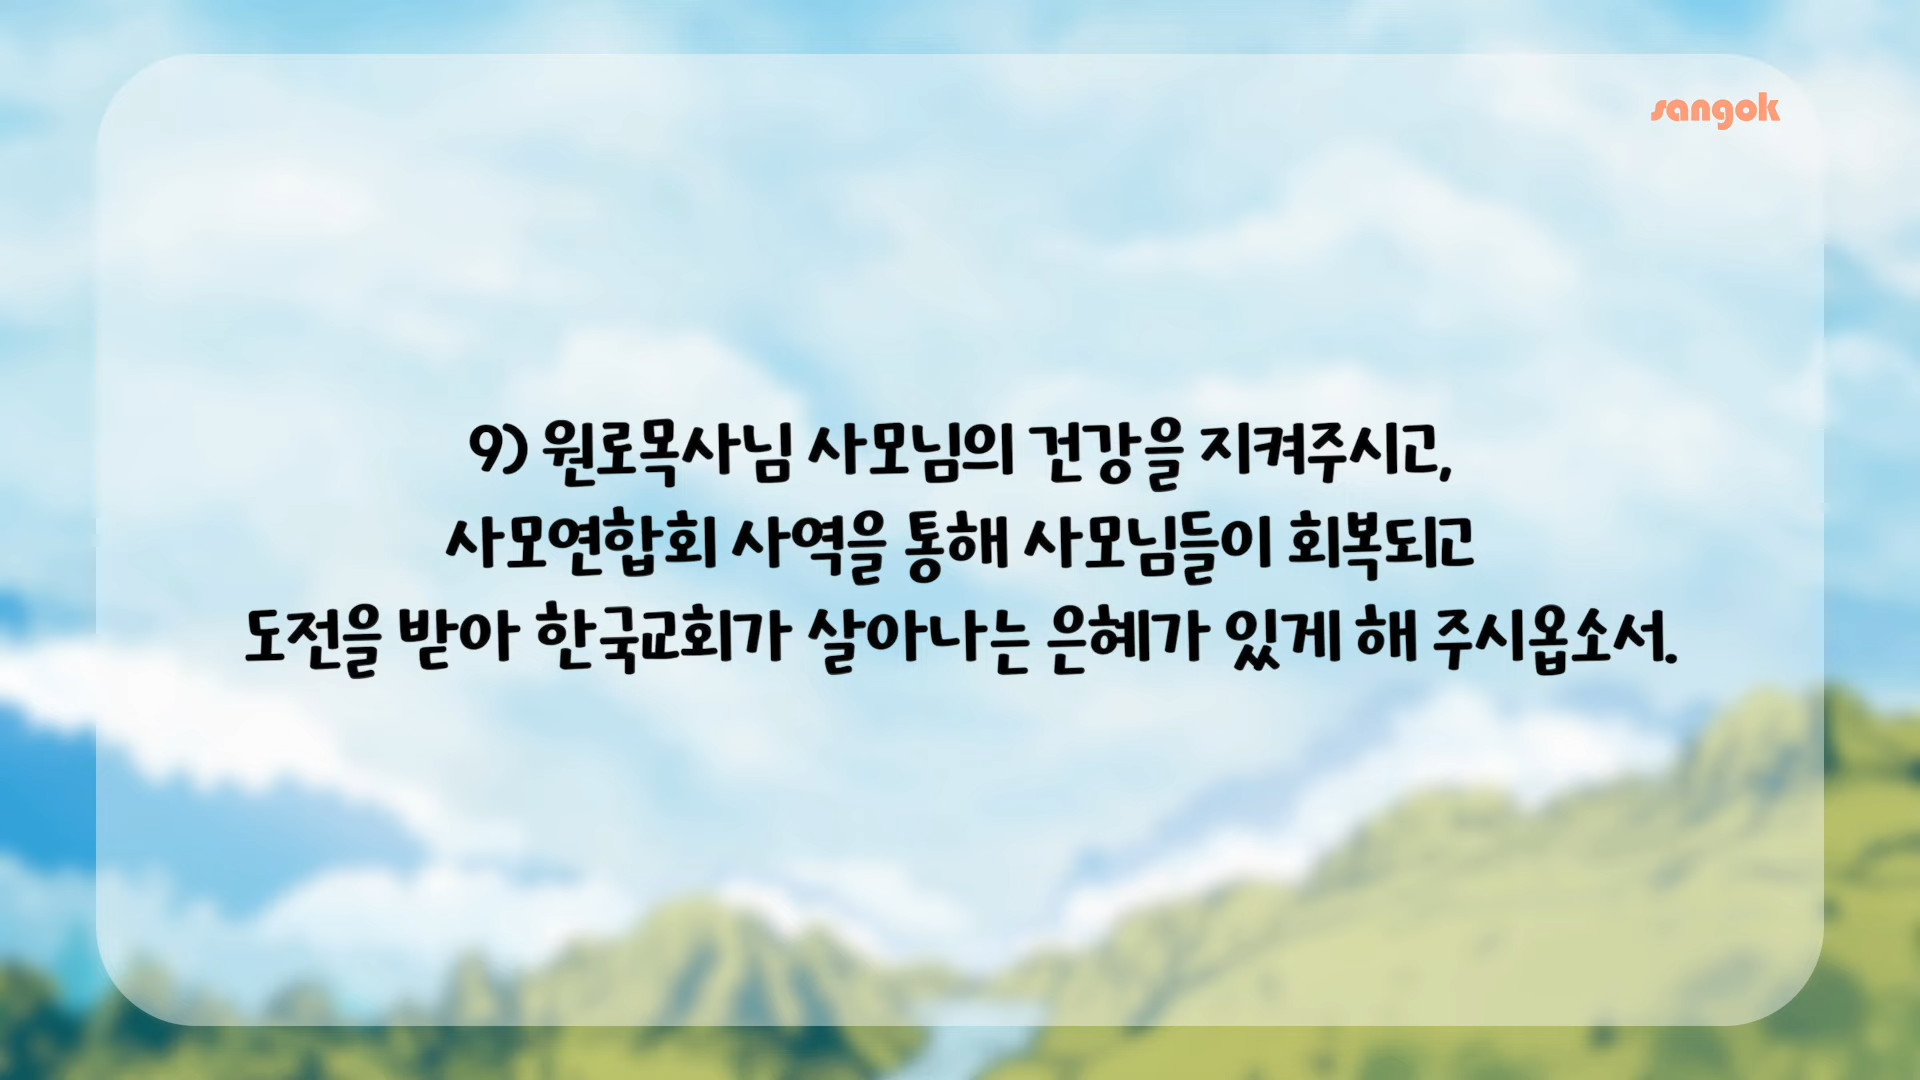 sangok
9) 원로목사님 사모님의 건강을 지켜주시고,
사모연합회 사역을 통해 사모님들이 회복되고
도전을 받아 한국교회가 살아나는 은혜가 있게 해 주시옵소서.